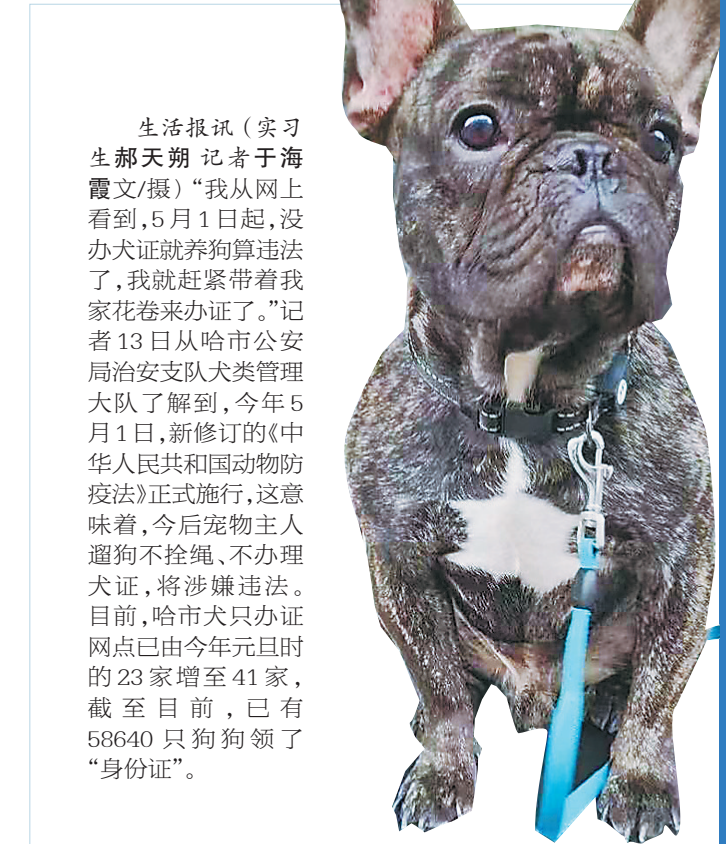 生活报讯（实习
生郝天朔 记者于海
霞文/摄）“我从网上
看到，5月1日起，没
办犬证就养狗算违法
了，我就赶紧带着我
家花卷来办证了。”记
者13日从哈市公安
局治安支队犬类管理
大队了解到，今年5
月1日，新修订的《中
华人民共和国动物防
疫法》正式施行，这意
味着，今后宠物主人
遛狗不拴绳、不办理
犬证，将涉嫌违法。
目前，哈市犬只办证
网点已由今年元旦时
的23家增至41家，
截至目前，已有
58640只狗狗领了
“身份证”。